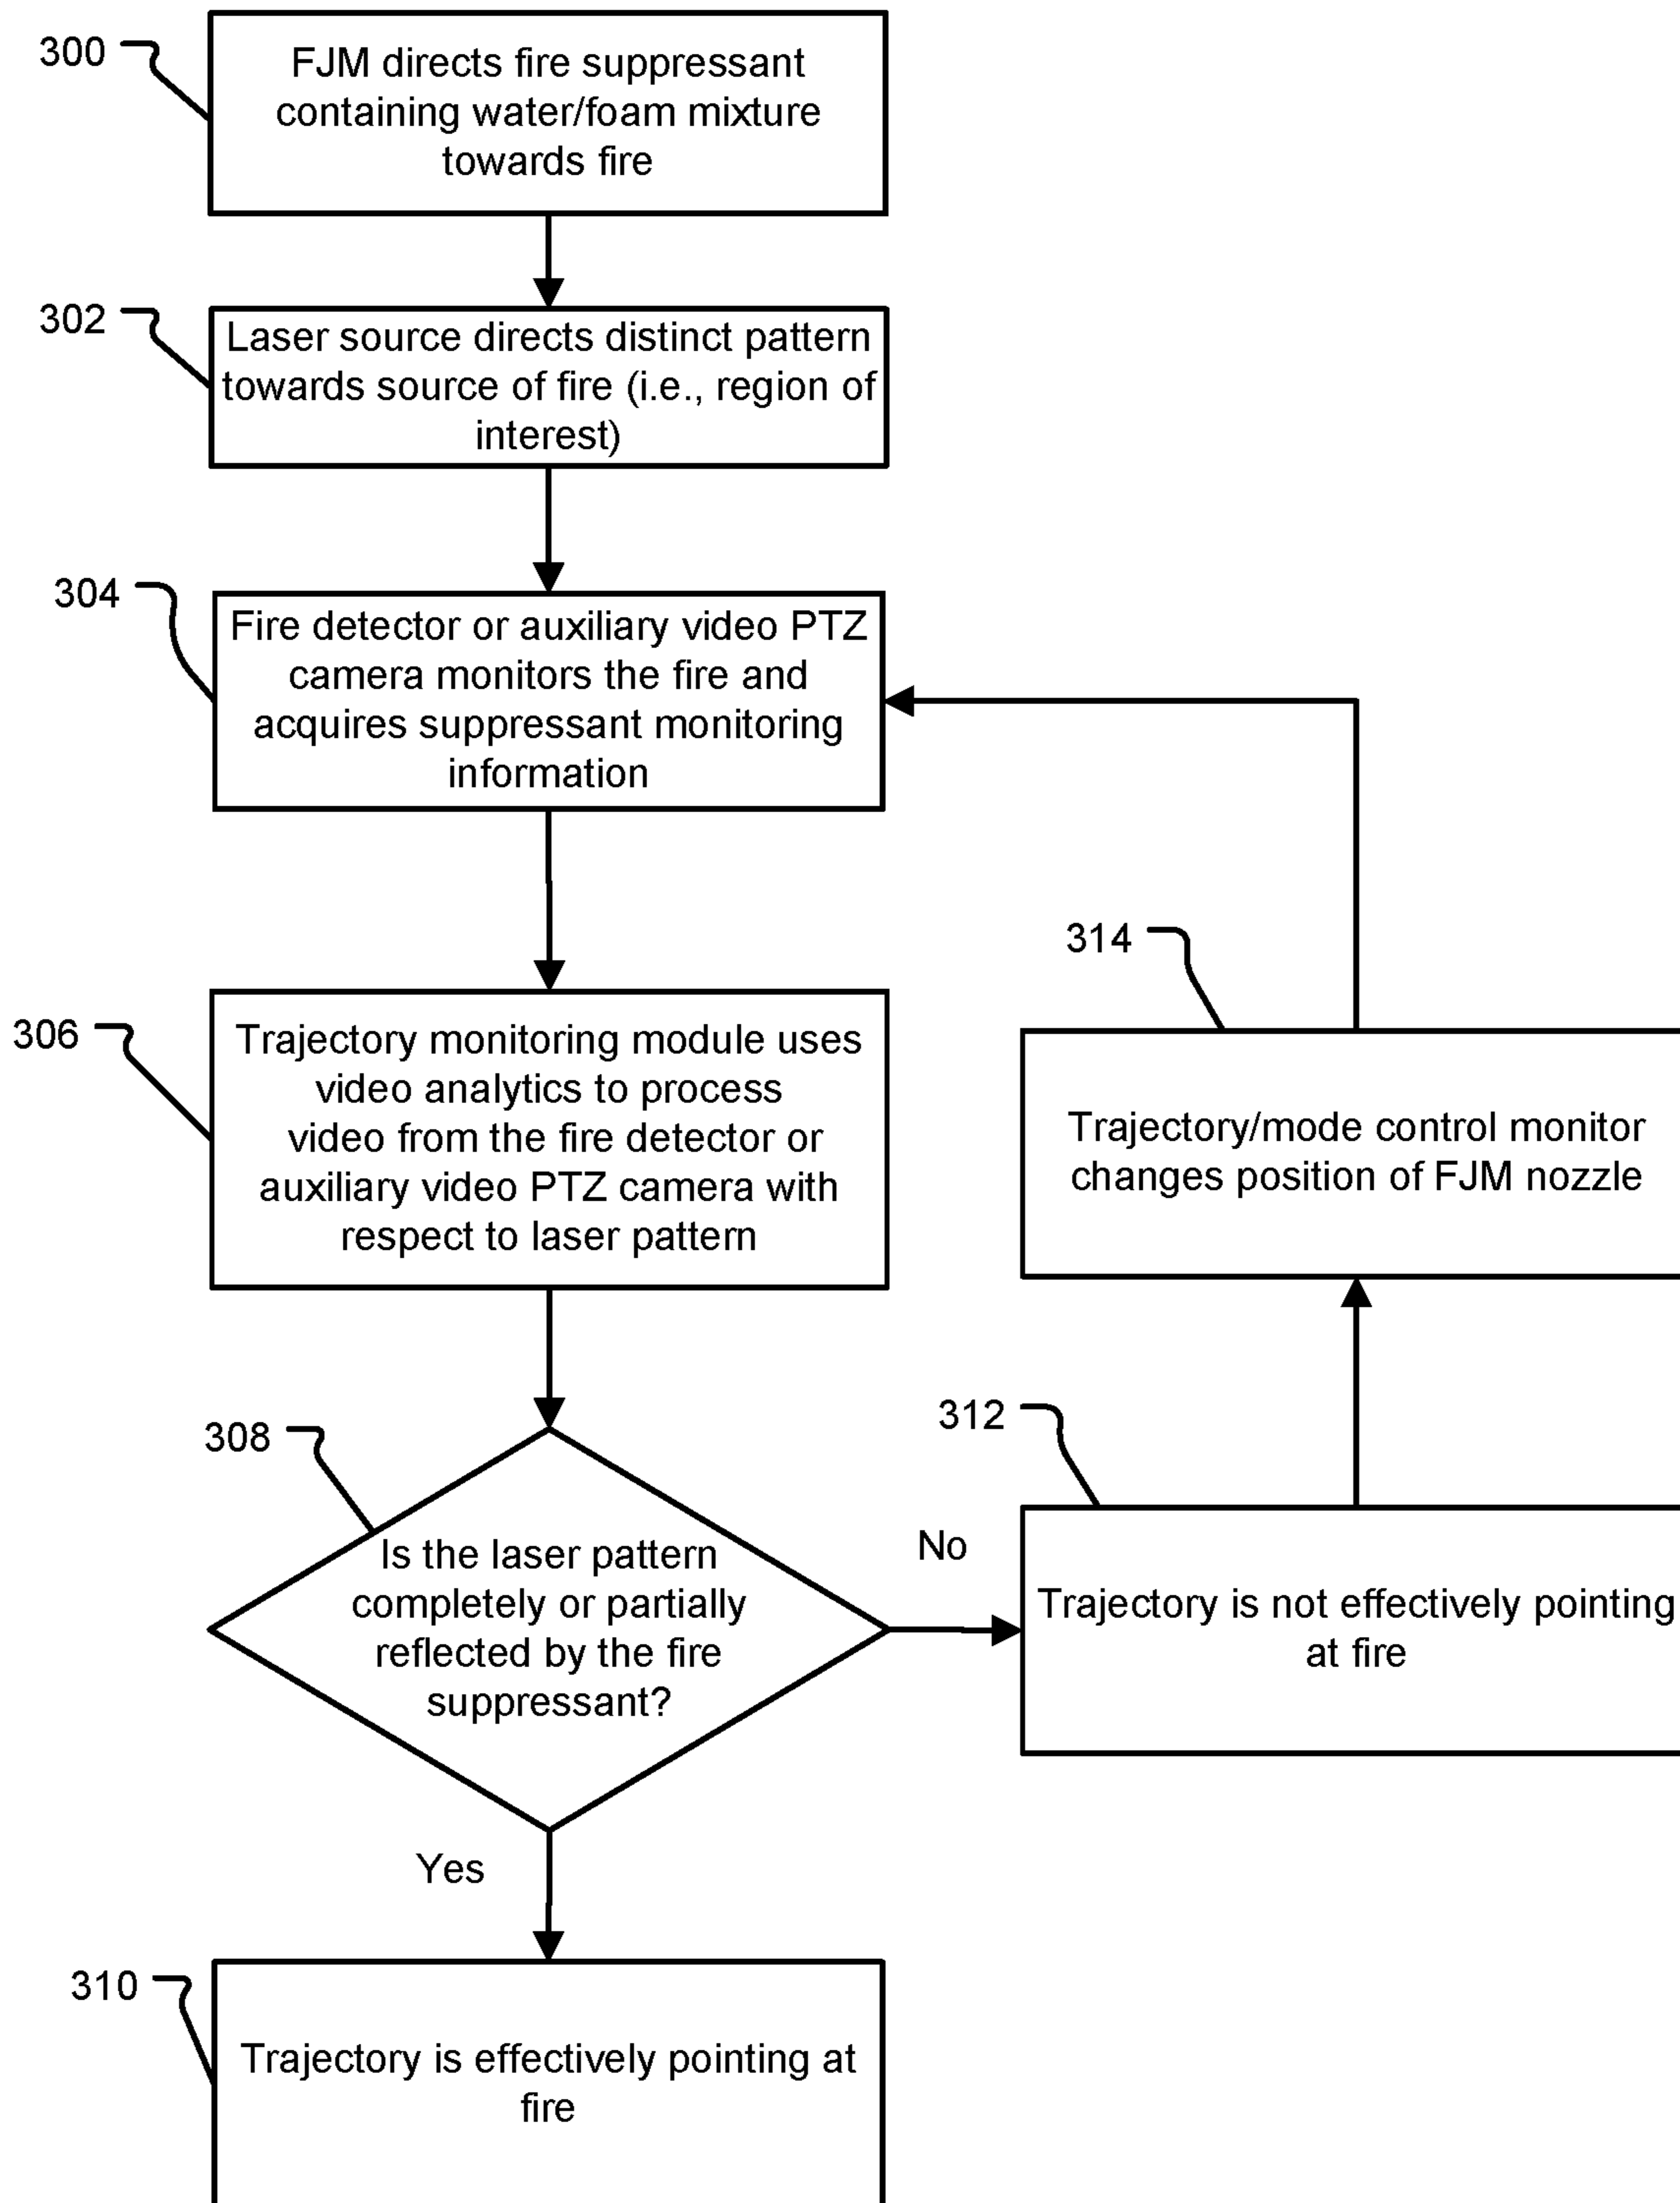 300
FJM directs fire suppressant
containing water/foam mixture
towards fire
302
Laser source directs distinct pattern
towards source of fire (i.e., region of
interest)
304
Fire detector or auxiliary video PTZ
camera monitors the fire and
acquires suppressant monitoring
information
306
Trajectory monitoring module uses
video analytics to process
video from the fire detector or
auxiliary video PTZ camera with
respect to laser pattern
314
Trajectory/mode control monitor
changes position of FJM nozzle
308
Is the laser pattern
completely or partially
reflected by the fire
suppressant?
No
312
Trajectory is not effectively pointing
at fire
Yes
310
Trajectory is effectively pointing at
fire